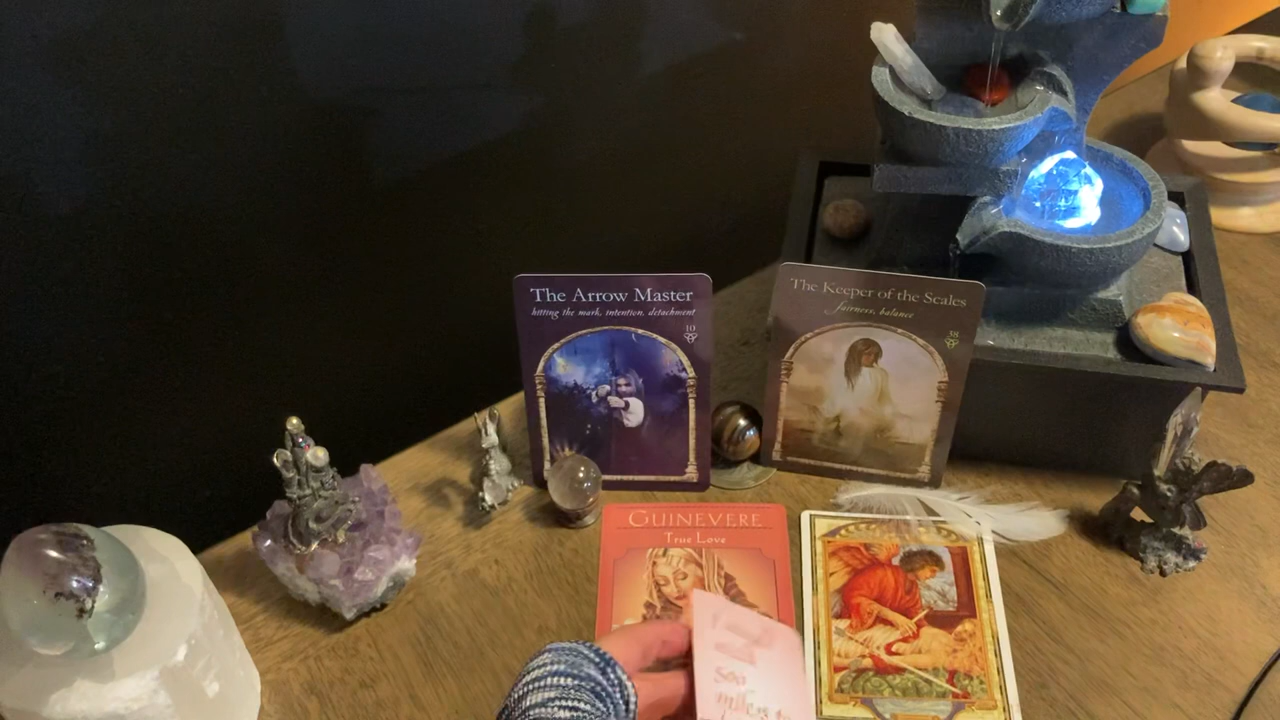 The Arrow Master
hitting the mark, intention, detachment
10
The Keeper of the Scales
fairness, balance
38
GUINEVERE
True Love